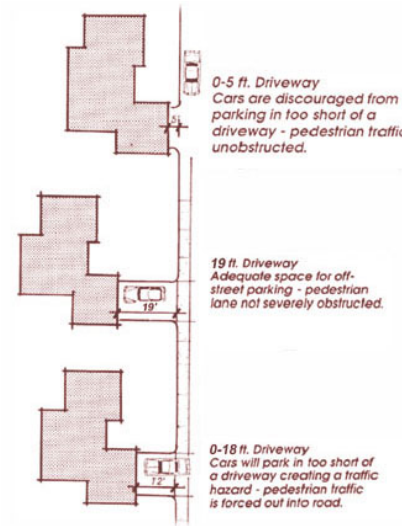 0-5 ft. Driveway
Cars are discouraged from
parking in too short of a
driveway - pedestrian traffic
unobstructed.
5'
19 ft. Driveway
Adequate space for off-
street parking - pedestrian
lane not severely obstructed.
19'
0-18 ft. Driveway
Cars will park in too short of
a driveway creating a traffic
hazard - pedestrian traffic
is forced out into road.
12'